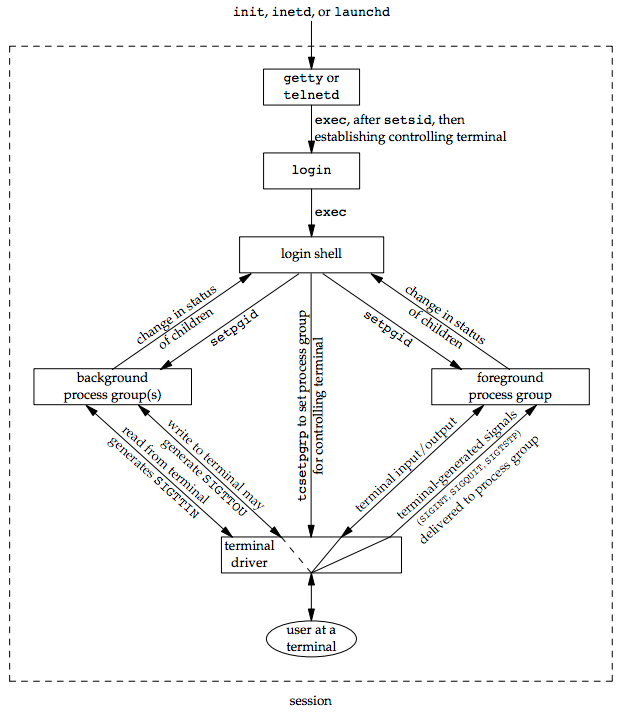 init, inetd, or launchd
getty or
telnetd
exec, after setsid, then
establishing controlling terminal
login
exec
login shell
change in status
of children
setpgid
tcsetpgrp to set process group
for controlling terminal
setpgid
change in status
of children
background
process group(s)
foreground
process group
read from terminal
generates SIGTTIN
write to terminal may
generate SIGTTOU
terminal input/output
terminal-generated signals
(SIGINT, SIGQUIT, SIGTSTP)
delivered to process group
terminal
driver
user at a
terminal
session